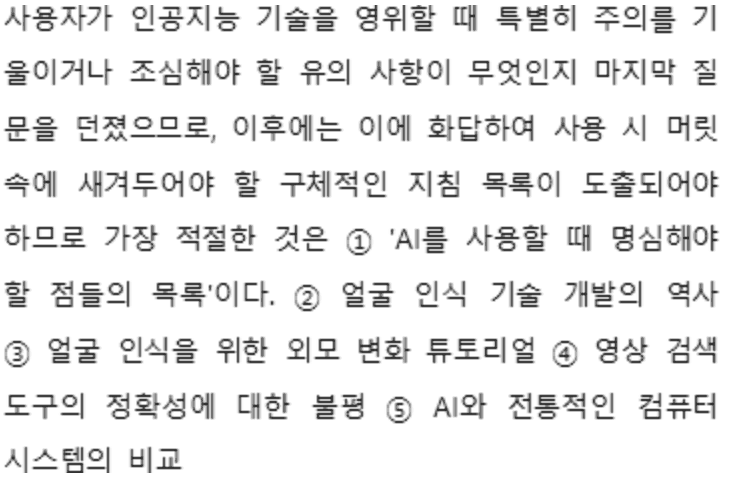 사용자가 인공지능 기술을 영위할 때 특별히 주의를 기
울이거나 조심해야 할 유의 사항이 무엇인지 마지막 질
문을 던졌으므로, 이후에는 이에 화답하여 사용 시 머릿
속에 새겨두어야 할 구체적인 지침 목록이 도출되어야
하므로 가장 적절한 것은 ① 'AI를 사용할 때 명심해야
할 점들의 목록'이다. ② 얼굴 인식 기술 개발의 역사
③ 얼굴 인식을 위한 외모 변화 튜토리얼 ④ 영상 검색
도구의 정확성에 대한 불평 ⑤ AI와 전통적인 컴퓨터
시스템의 비교